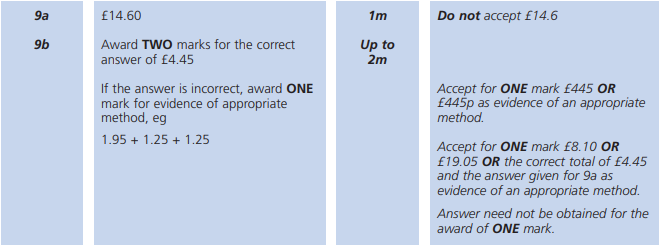 9a £14.60 1m Do not accept £14.6
9b Award TWO marks for the correct Up to
answer of £4.45 2m
If the answer is incorrect, award ONE Accept for ONE mark £445 OR
mark for evidence of appropriate £445p as evidence of an appropriate
method, eg method.
1.95 + 1.25 + 1.25
Accept for ONE mark £8.10 OR
£19.05 OR the correct total of £4.45
and the answer given for 9a as
evidence of an appropriate method.
Answer need not be obtained for the
award of ONE mark.